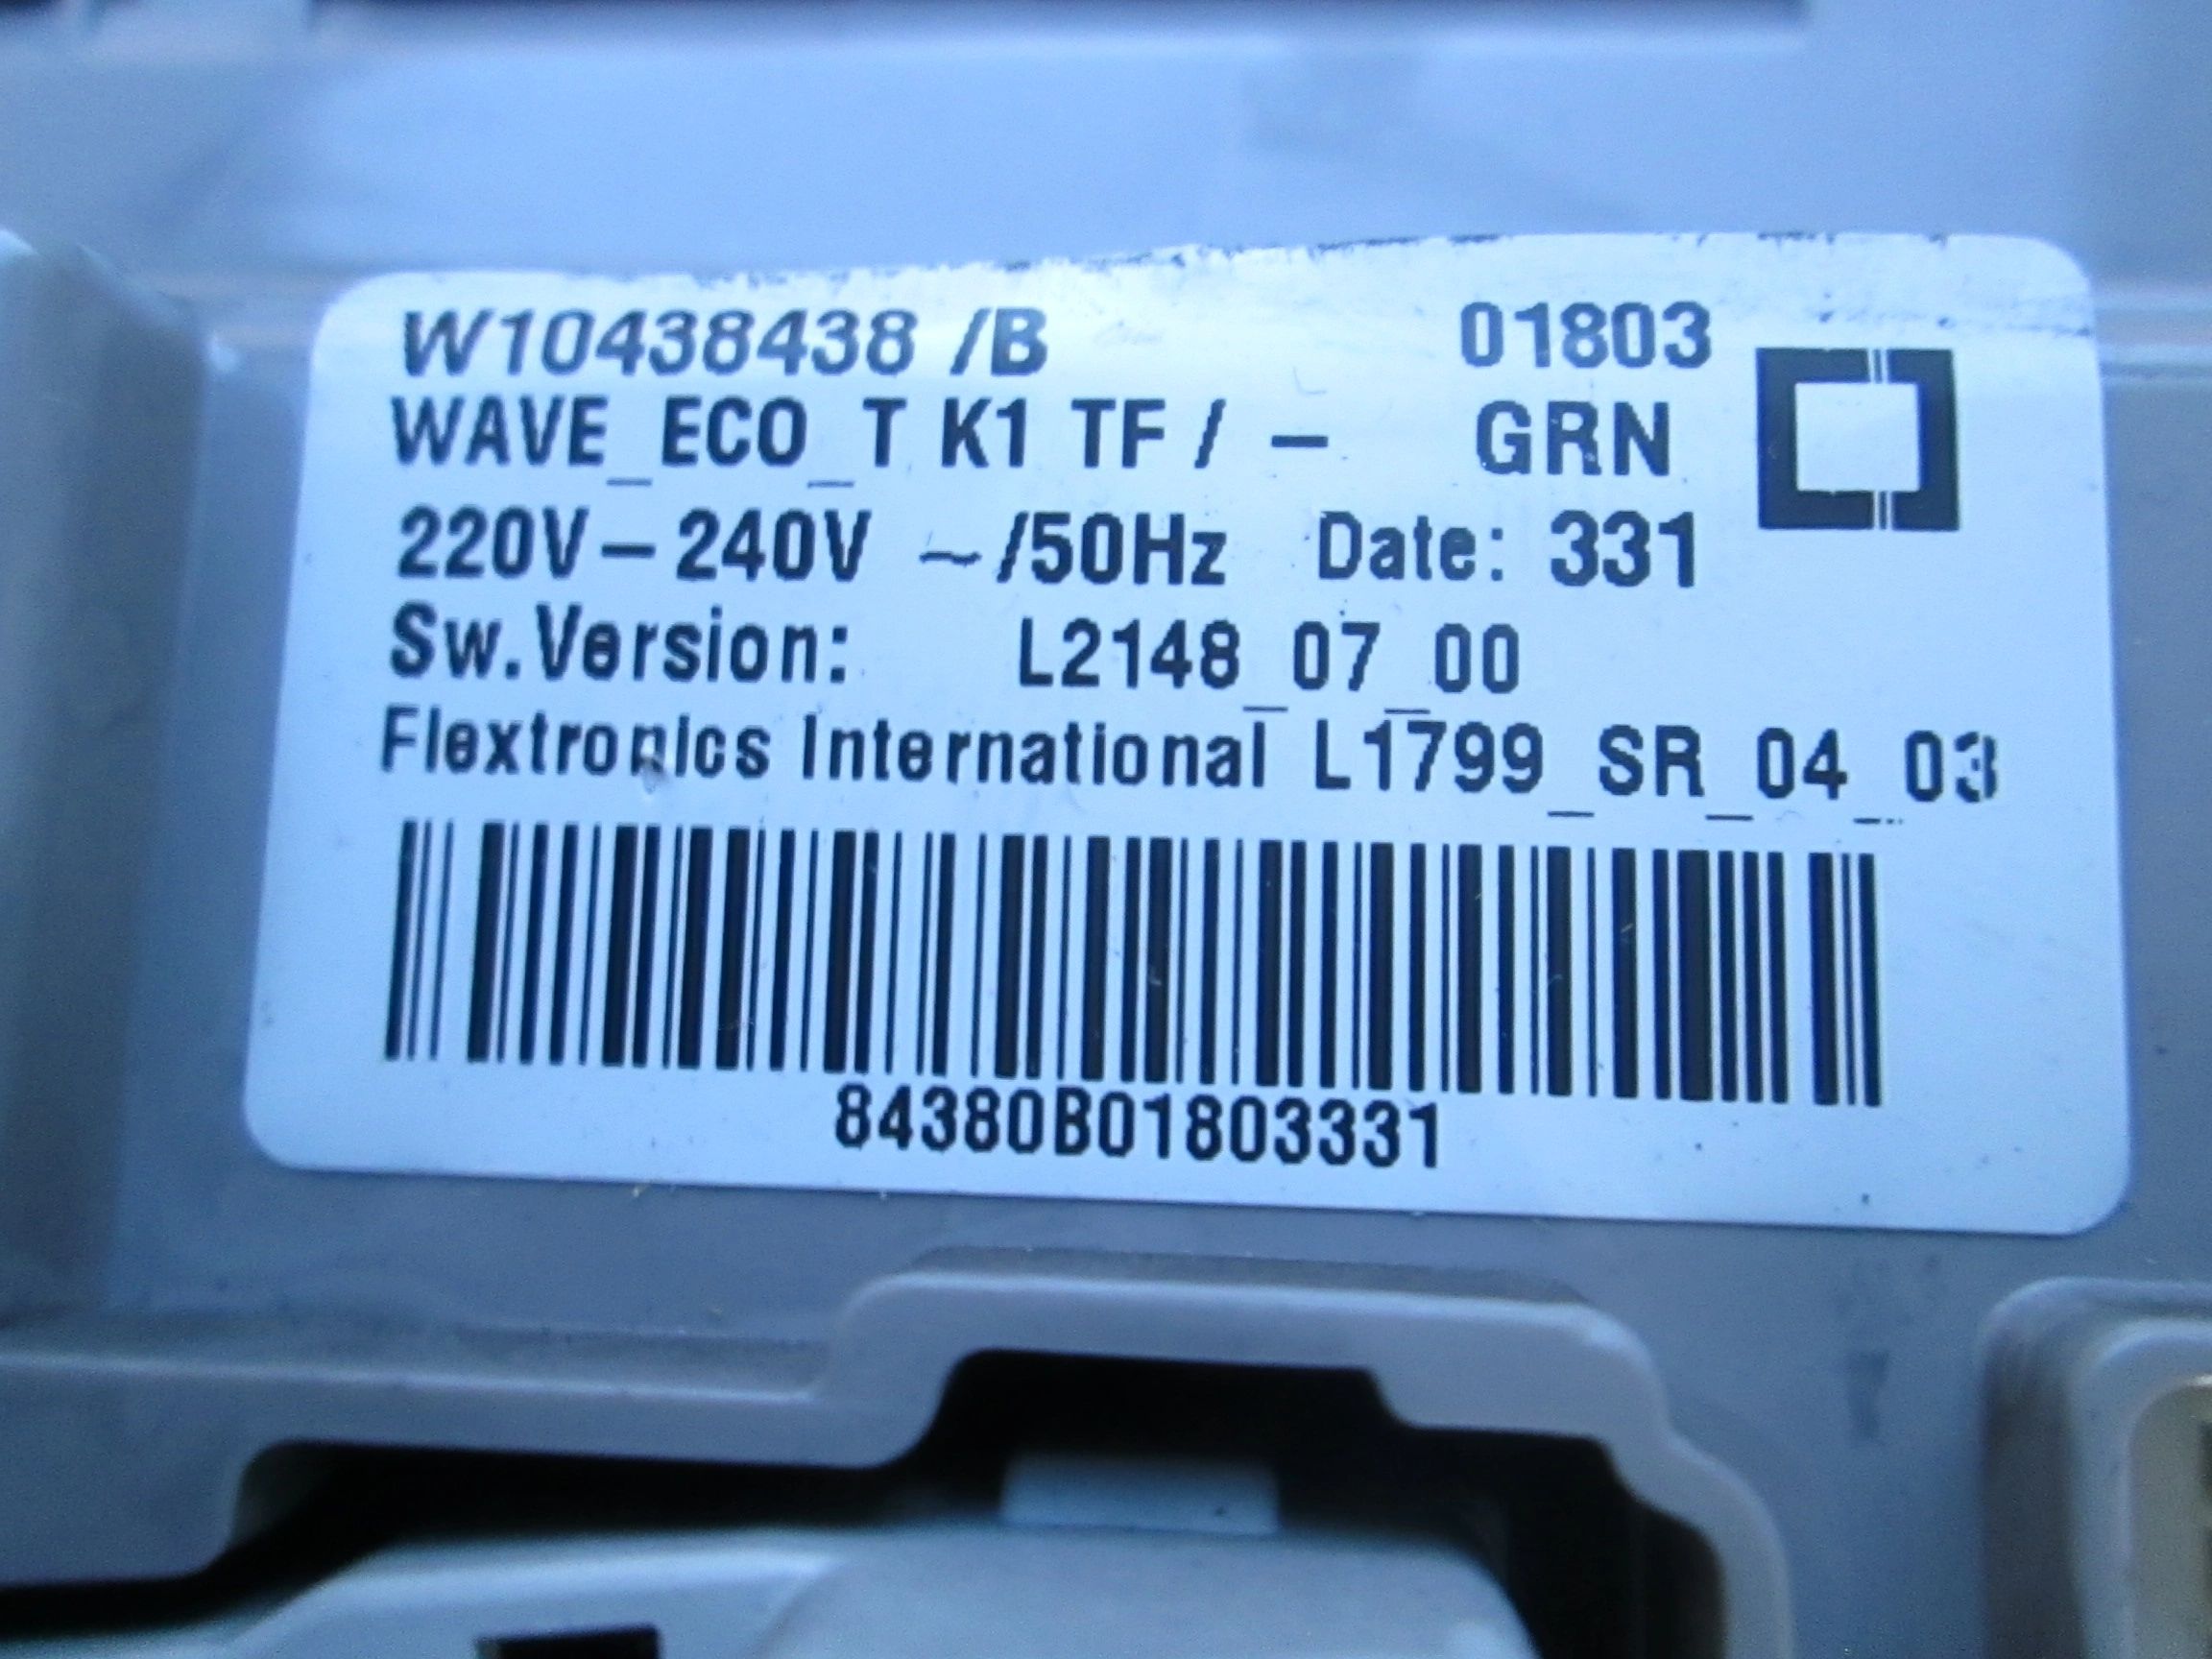 W10438438 /B 01803
WAVE_ECO_T K1 TF / - GRN
220V-240V ~/50Hz Date: 331
Sw.Version: L2148_07_00
Flextronics International L1799_SR_04_03
84380B01803331